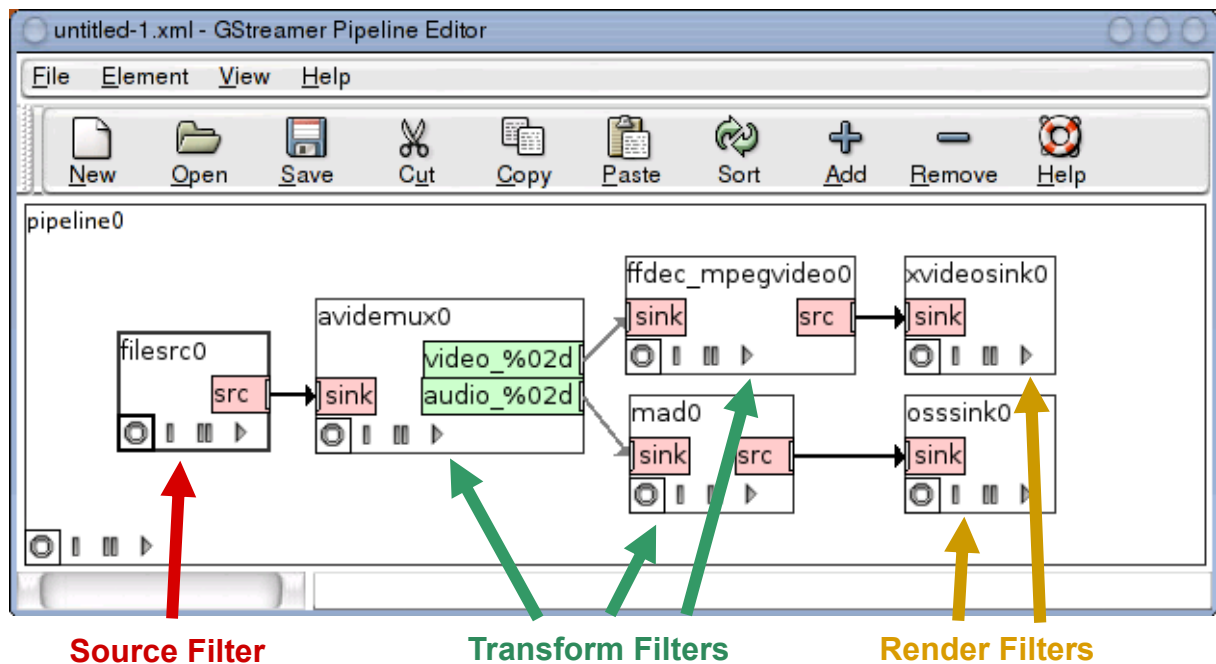 untitled-1.xml - GStreamer Pipeline Editor
File Element View Help
New Open Save Cut Copy Paste Sort Add Remove Help
pipeline0
filesrc0
src
avidemux0
sink
video_%02d
audio_%02d
ffdec_mpegvideo0
sink src
mad0
sink src
xvideosink0
sink
osssink0
sink
Source Filter
Transform Filters
Render Filters